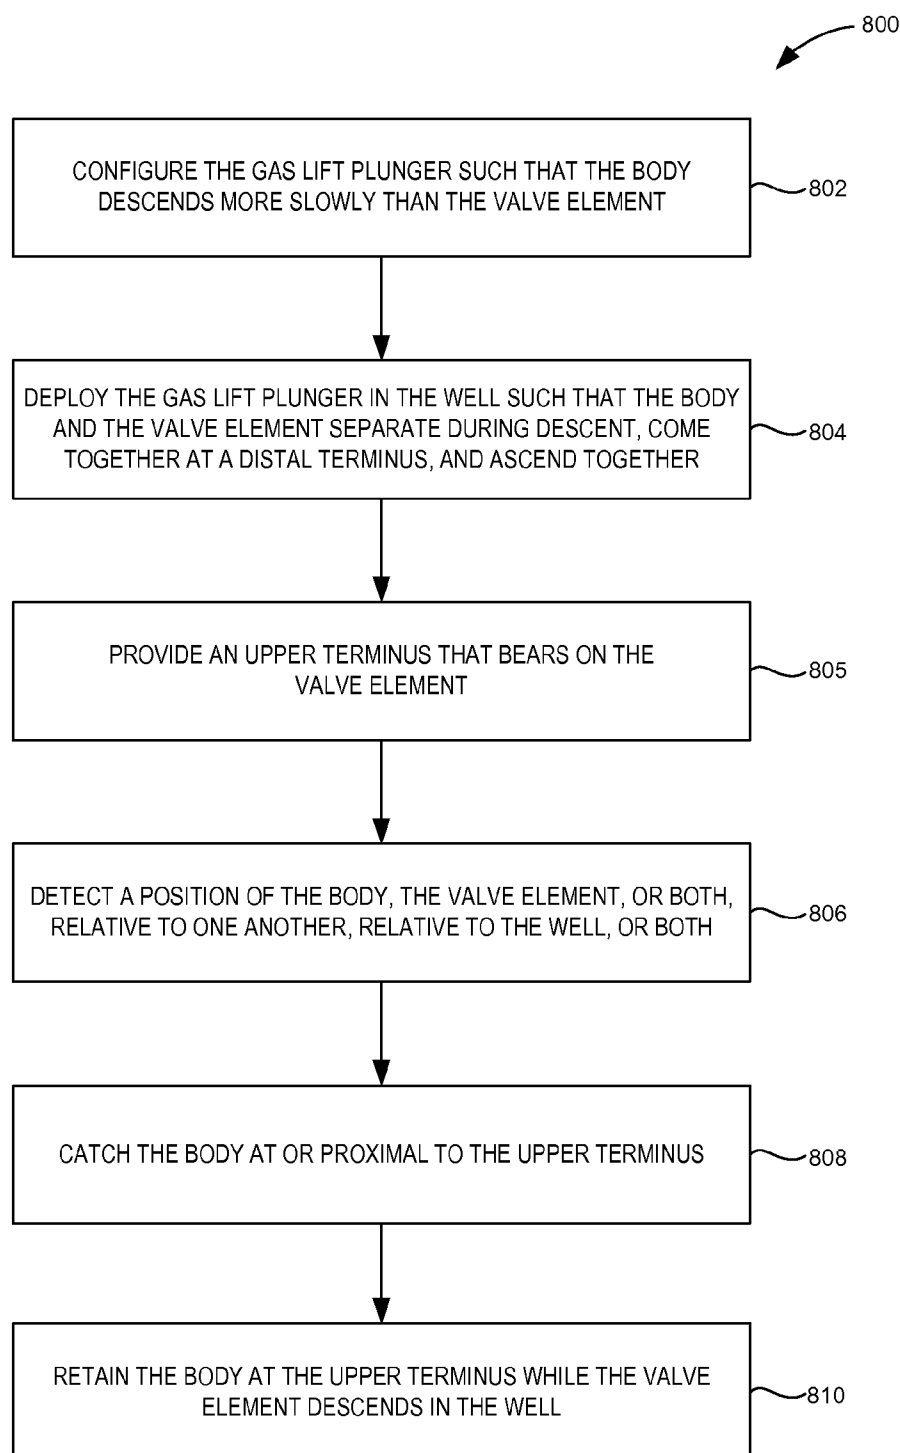 800
CONFIGURE THE GAS LIFT PLUNGER SUCH THAT THE BODY
DESCENDS MORE SLOWLY THAN THE VALVE ELEMENT
802
DEPLOY THE GAS LIFT PLUNGER IN THE WELL SUCH THAT THE BODY
AND THE VALVE ELEMENT SEPARATE DURING DESCENT, COME
TOGETHER AT A DISTAL TERMINUS, AND ASCEND TOGETHER
804
PROVIDE AN UPPER TERMINUS THAT BEARS ON THE
VALVE ELEMENT
805
DETECT A POSITION OF THE BODY, THE VALVE ELEMENT, OR BOTH,
RELATIVE TO ONE ANOTHER, RELATIVE TO THE WELL, OR BOTH
806
CATCH THE BODY AT OR PROXIMAL TO THE UPPER TERMINUS
808
RETAIN THE BODY AT THE UPPER TERMINUS WHILE THE VALVE
ELEMENT DESCENDS IN THE WELL
810